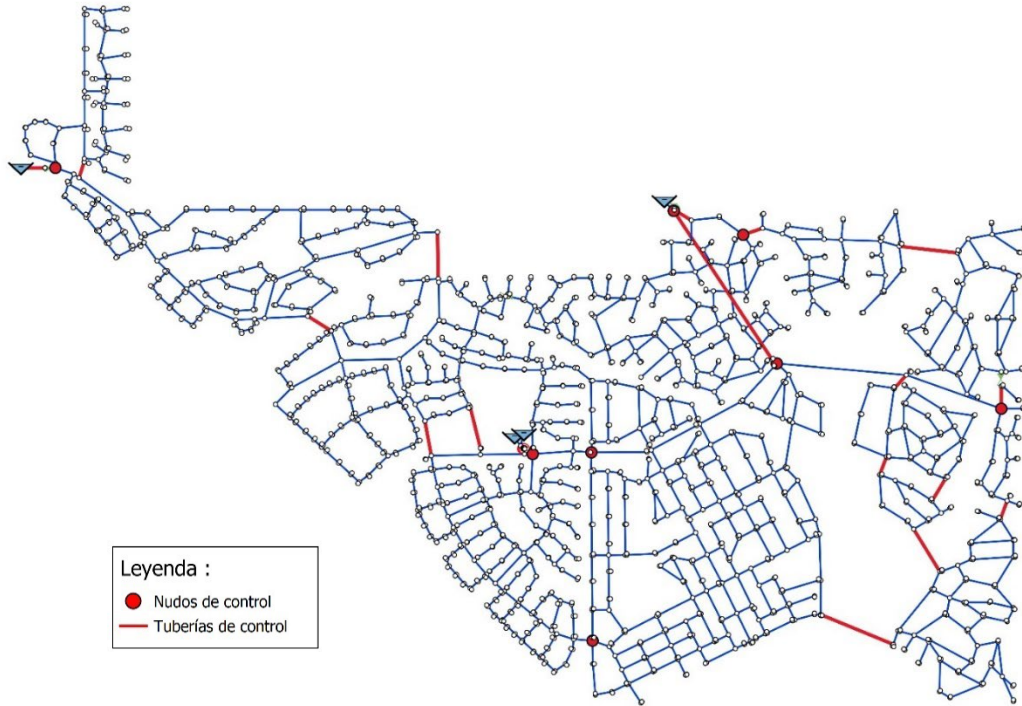 Leyenda :
Nudos de control
Tuberías de control